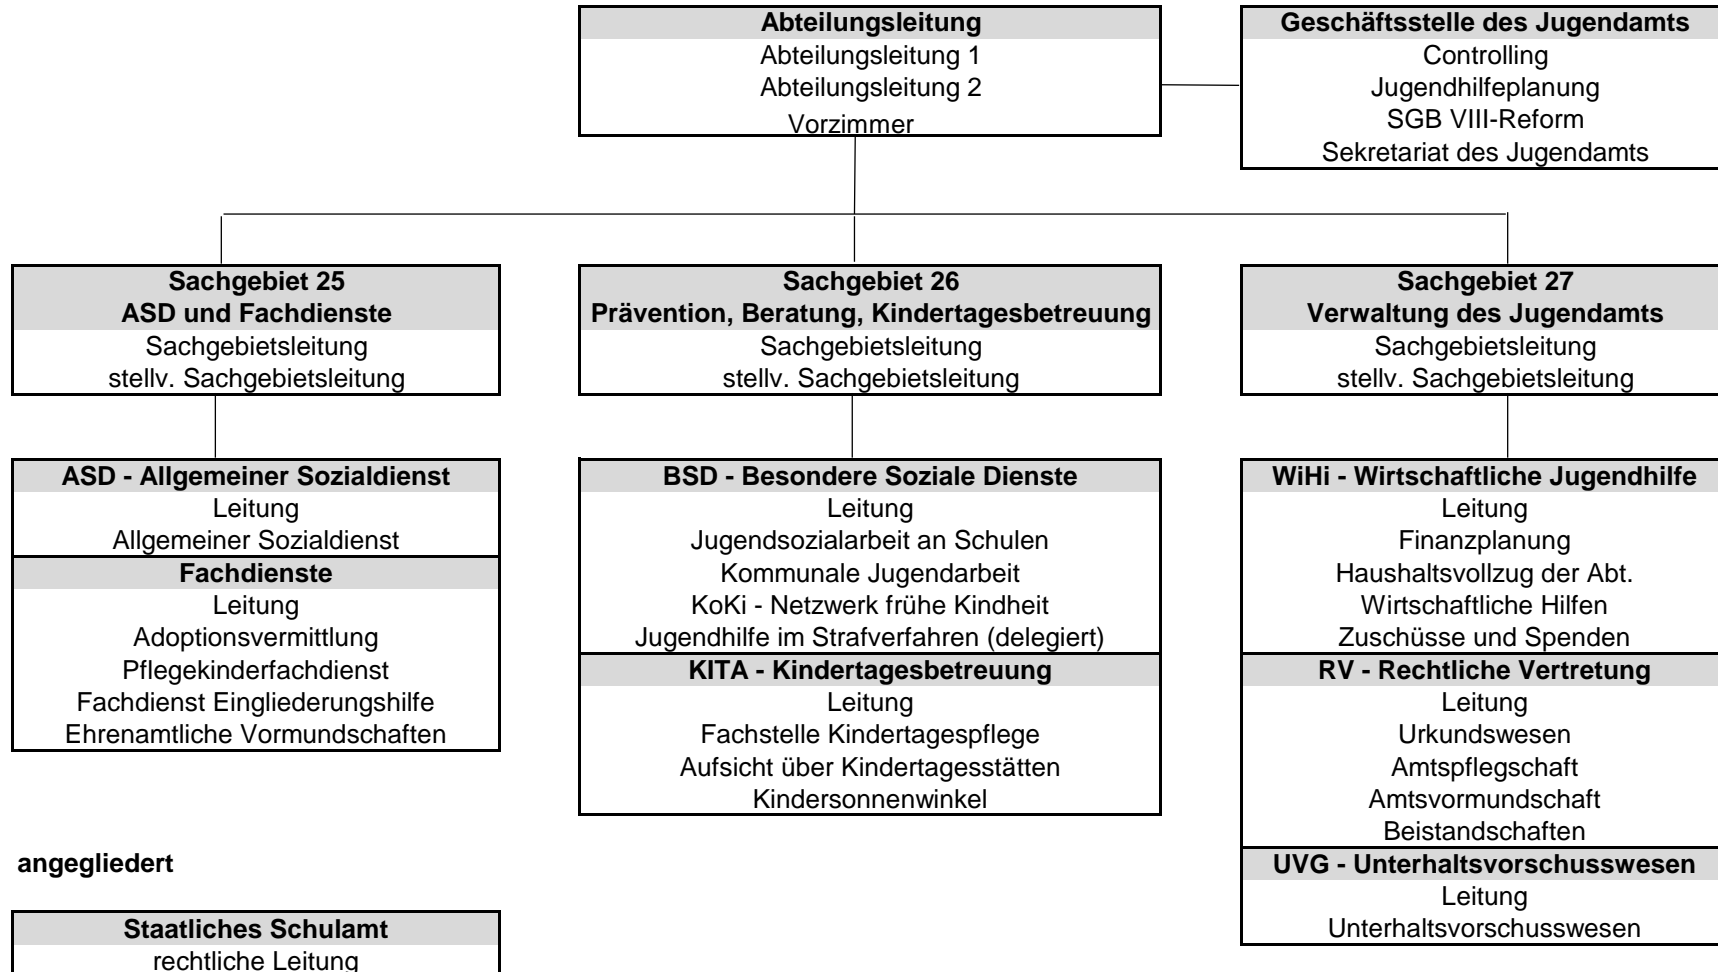 Abteilungsleitung
Abteilungsleitung 1
Abteilungsleitung 2
Vorzimmer
Geschäftsstelle des Jugendamts
Controlling
Jugendhilfeplanung
SGB VIII-Reform
Sekretariat des Jugendamts
Sachgebiet 25
ASD und Fachdienste
Sachgebietsleitung
stellv. Sachgebietsleitung
Sachgebiet 26
Prävention, Beratung, Kindertagesbetreuung
Sachgebietsleitung
stellv. Sachgebietsleitung
Sachgebiet 27
Verwaltung des Jugendamts
Sachgebietsleitung
stellv. Sachgebietsleitung
ASD - Allgemeiner Sozialdienst
Leitung
Allgemeiner Sozialdienst
Fachdienste
Leitung
Adoptionsvermittlung
Pflegekinderfachdienst
Fachdienst Eingliederungshilfe
Ehrenamtliche Vormundschaften
BSD - Besondere Soziale Dienste
Leitung
Jugendsozialarbeit an Schulen
Kommunale Jugendarbeit
KoKi - Netzwerk frühe Kindheit
Jugendhilfe im Strafverfahren (delegiert)
KITA - Kindertagesbetreuung
Leitung
Fachstelle Kindertagespflege
Aufsicht über Kindertagesstätten
Kindersonnenwinkel
WiHi - Wirtschaftliche Jugendhilfe
Leitung
Finanzplanung
Haushaltsvollzug der Abt.
Wirtschaftliche Hilfen
Zuschüsse und Spenden
RV - Rechtliche Vertretung
Leitung
Urkundswesen
Amtspflegschaft
Amtsvormundschaft
Beistandschaften
UVG - Unterhaltsvorschusswesen
Leitung
Unterhaltsvorschusswesen
angegliedert
Staatliches Schulamt
rechtliche Leitung